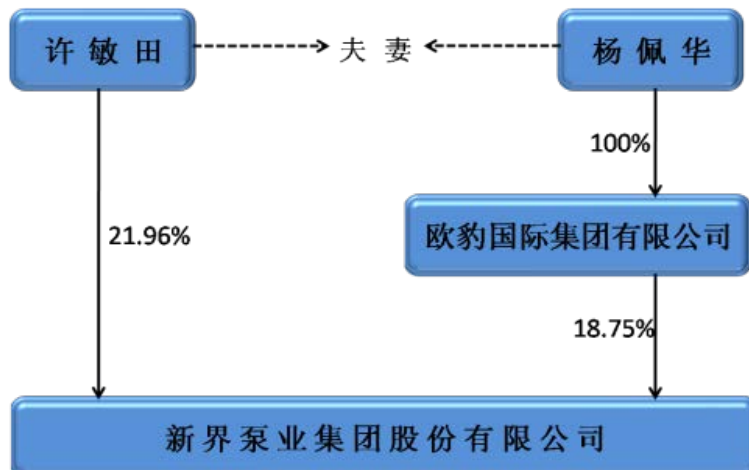 许敏田
夫妻
杨佩华
100%
欧豹国际集团有限公司
21.96%
18.75%
新界泵业集团股份有限公司